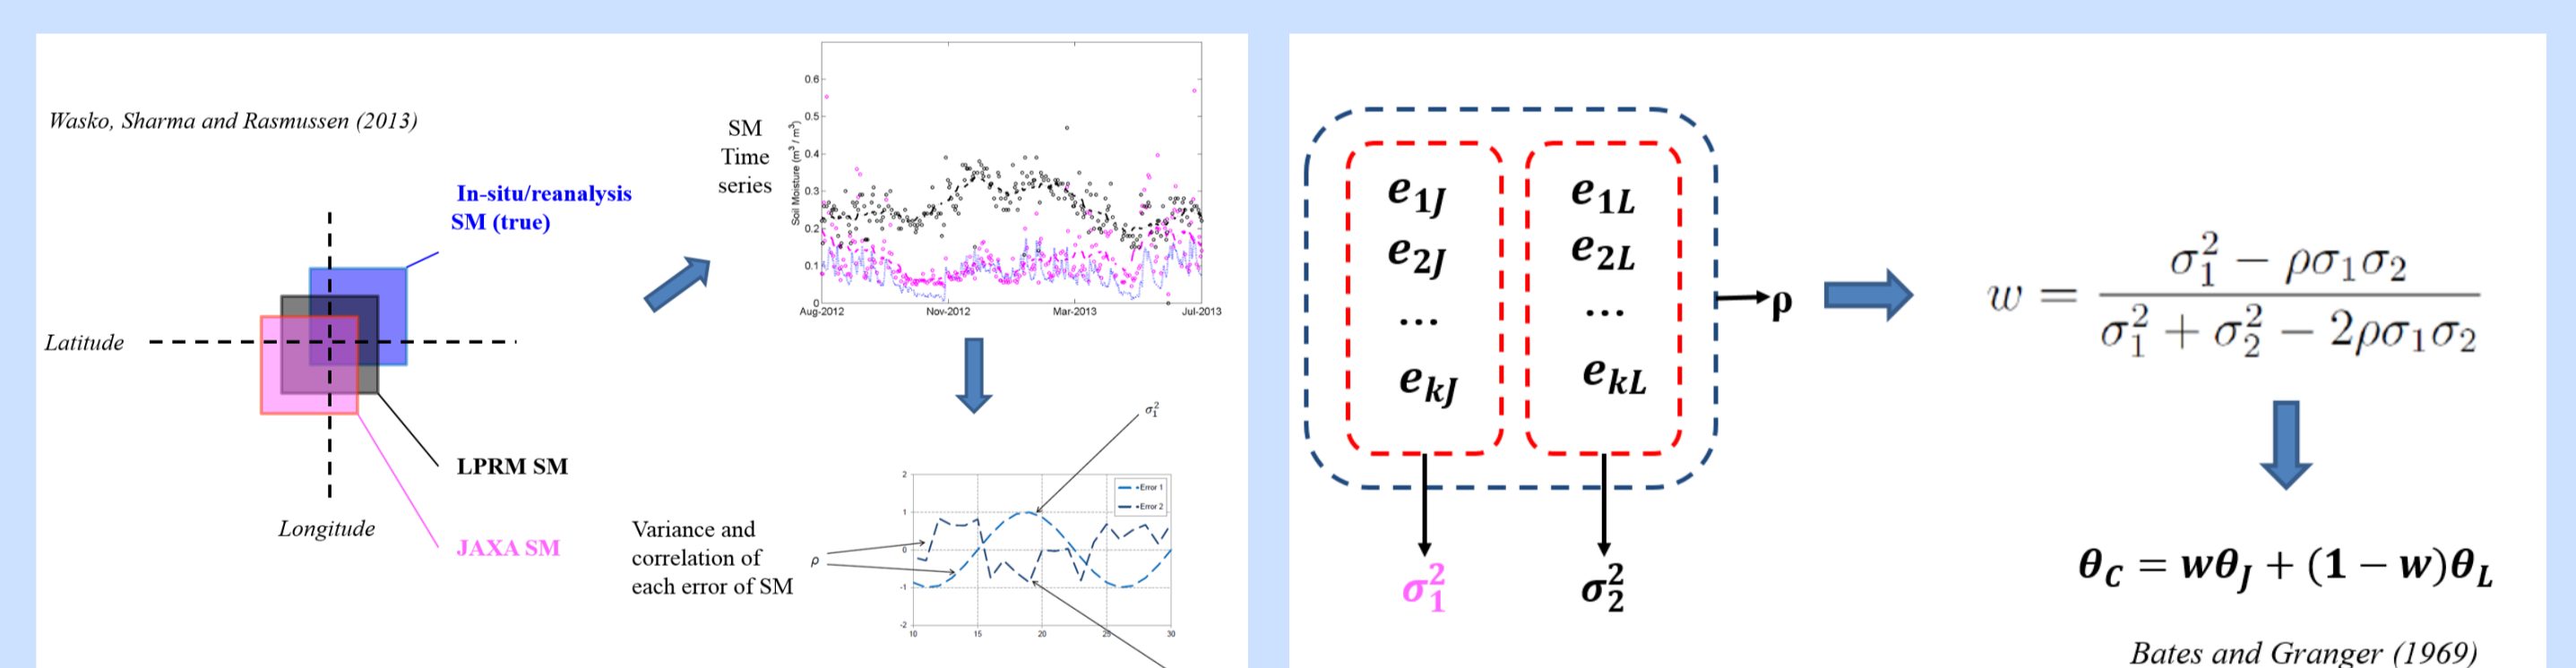 Wasko, Sharma and Rasmussen (2013)
In-situ/reanalysis
SM (true)
Latitude
Longitude
LPRM SM
JAXA SM
SM
Time
series
Soil Moisture (m³ / m³)
0.6
0.5
0.4
0.3
0.2
0.1
0
Aug-2012 Nov-2012 Mar-2013 Jul-2013
Variance and
correlation of
each error of SM
ρ
σ₁²
2
1
0
-1
-2
10 15 20 25 30
Error 1
Error 2
e₁J e₁L
e₂J e₂L
... ...
eₖJ eₖL
ρ
σ₁² σ₂²
w = (σ₁² − ρσ₁σ₂) / (σ₁² + σ₂² − 2ρσ₁σ₂)
θ_C = wθ_J + (1 − w)θ_L
Bates and Granger (1969)